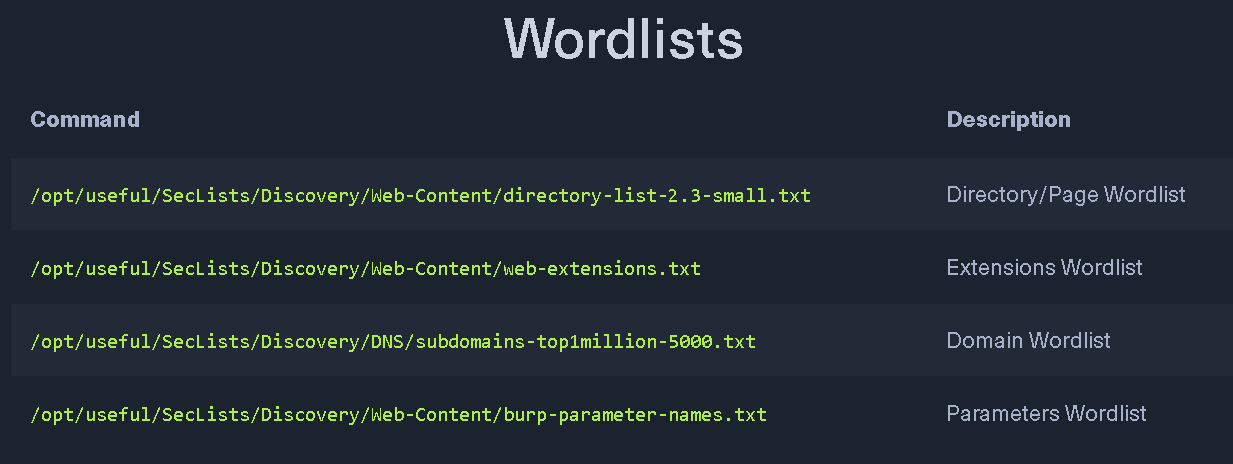 Wordlists
Command Description
/opt/useful/SecLists/Discovery/Web-Content/directory-list-2.3-small.txt Directory/Page Wordlist
/opt/useful/SecLists/Discovery/Web-Content/web-extensions.txt Extensions Wordlist
/opt/useful/SecLists/Discovery/DNS/subdomains-top1million-5000.txt Domain Wordlist
/opt/useful/SecLists/Discovery/Web-Content/burp-parameter-names.txt Parameters Wordlist